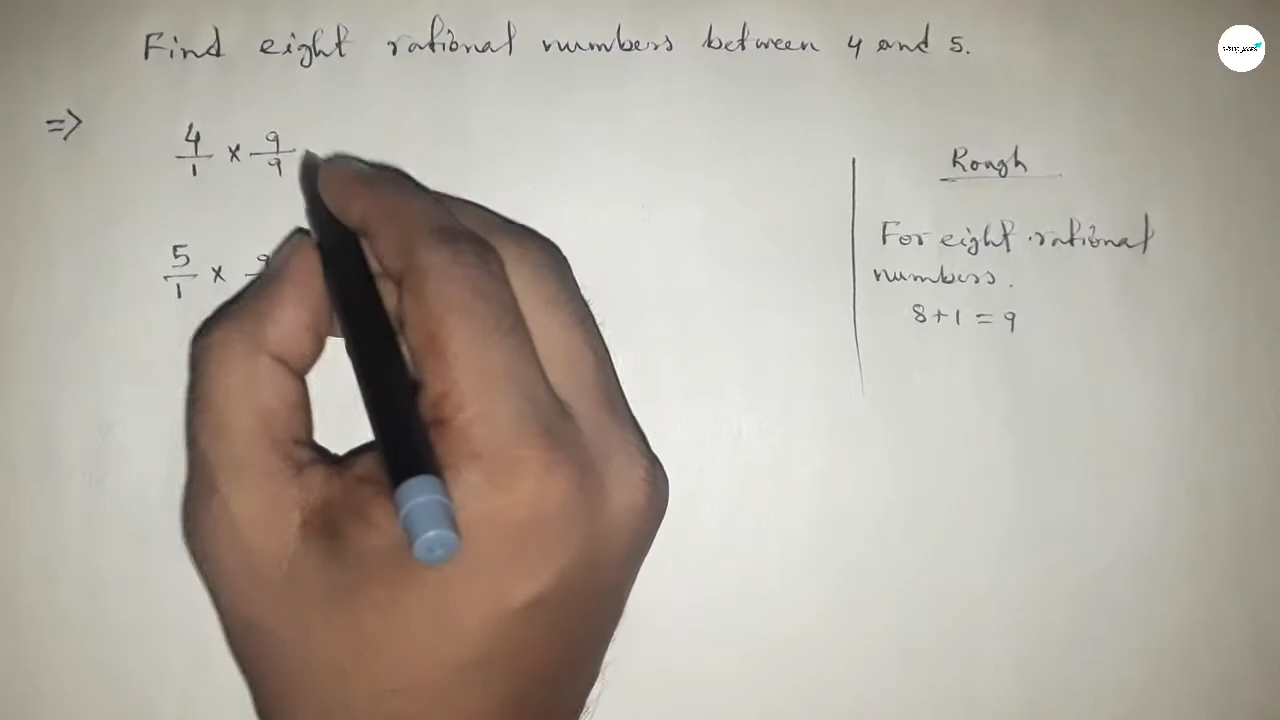 Find eight rational numbers between 4 and 5.
=> 4/1 × 9/9
5/1 × 9
Rough
For eight rational
numbers.
8+1 = 9